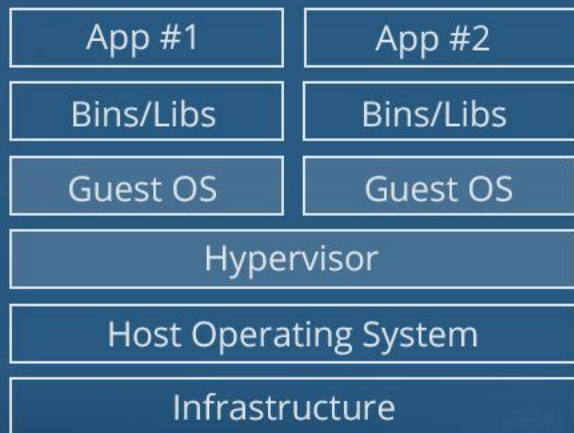 App #1 App #2
Bins/Libs Bins/Libs
Guest OS Guest OS
Hypervisor
Host Operating System
Infrastructure